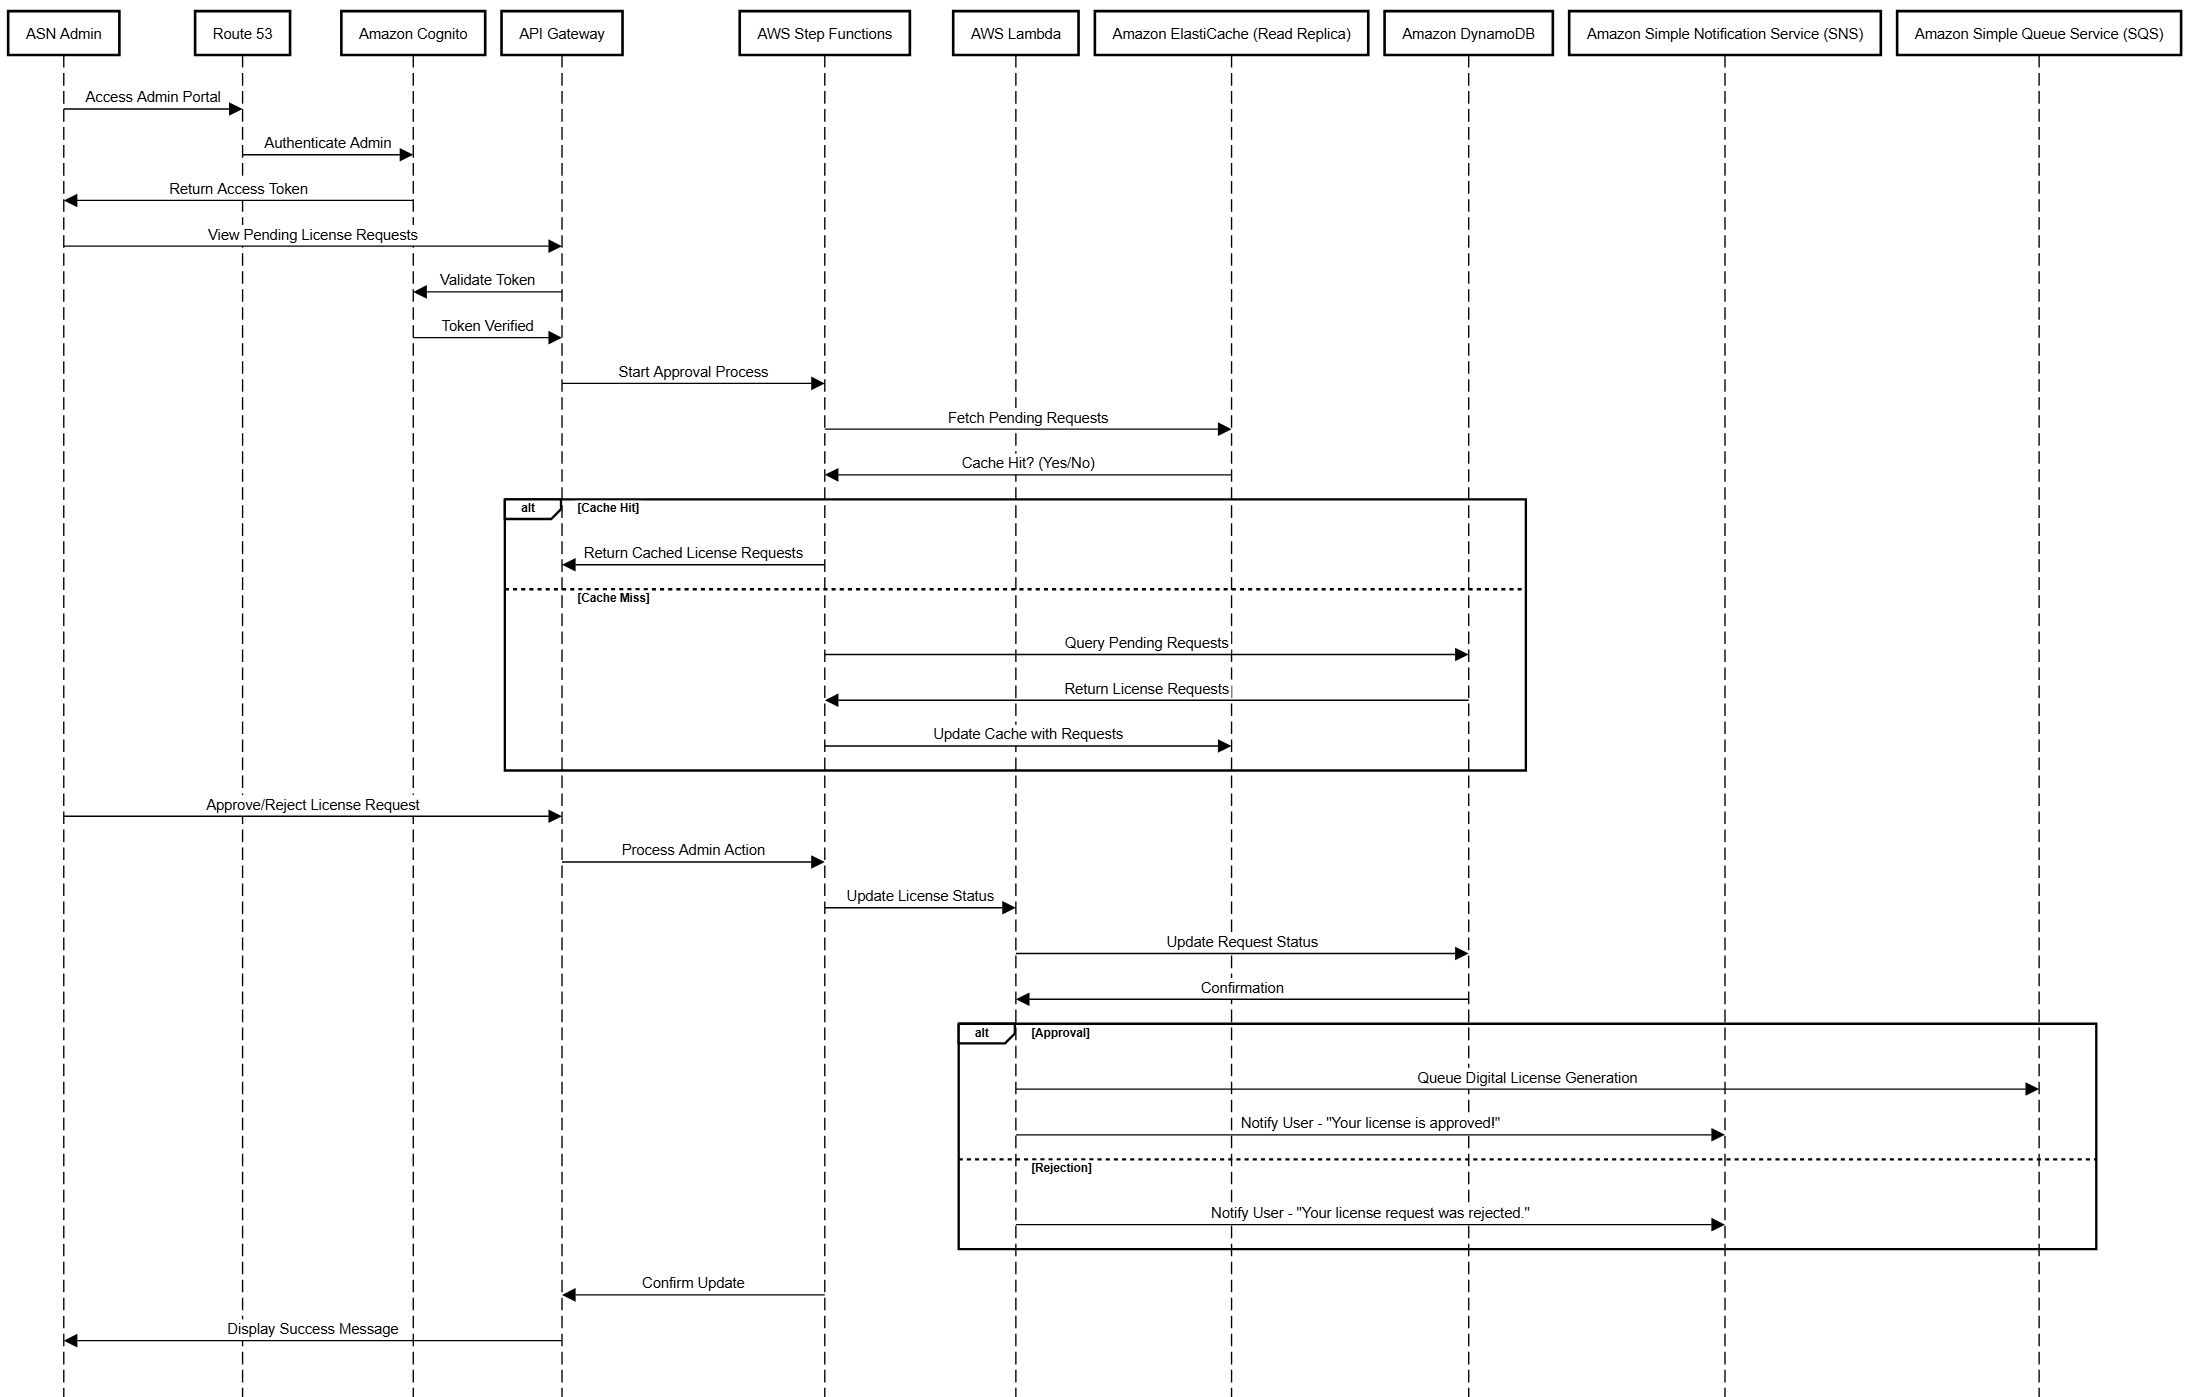 ASN Admin
Route 53
Amazon Cognito
API Gateway
AWS Step Functions
AWS Lambda
Amazon ElastiCache (Read Replica)
Amazon DynamoDB
Amazon Simple Notification Service (SNS)
Amazon Simple Queue Service (SQS)
Access Admin Portal
Authenticate Admin
Return Access Token
View Pending License Requests
Validate Token
Token Verified
Start Approval Process
Fetch Pending Requests
Cache Hit? (Yes/No)
alt
[Cache Hit]
Return Cached License Requests
[Cache Miss]
Query Pending Requests
Return License Requests
Update Cache with Requests
Approve/Reject License Request
Process Admin Action
Update License Status
Update Request Status
Confirmation
alt
[Approval]
Queue Digital License Generation
Notify User - "Your license is approved!"
[Rejection]
Notify User - "Your license request was rejected."
Confirm Update
Display Success Message